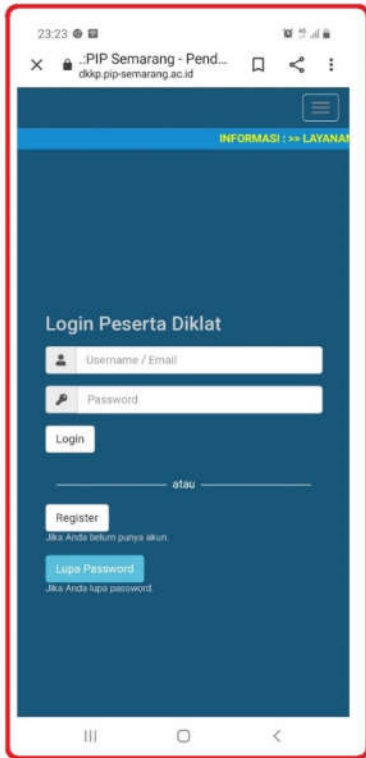 23:23
.:PIP Semarang - Pend...
dkkp.pip-semarang.ac.id
INFORMASI : >> LAYANAN
Login Peserta Diklat
Username / Email
Password
Login
atau
Register
Jika Anda belum punya akun.
Lupa Password
Jika Anda lupa password.